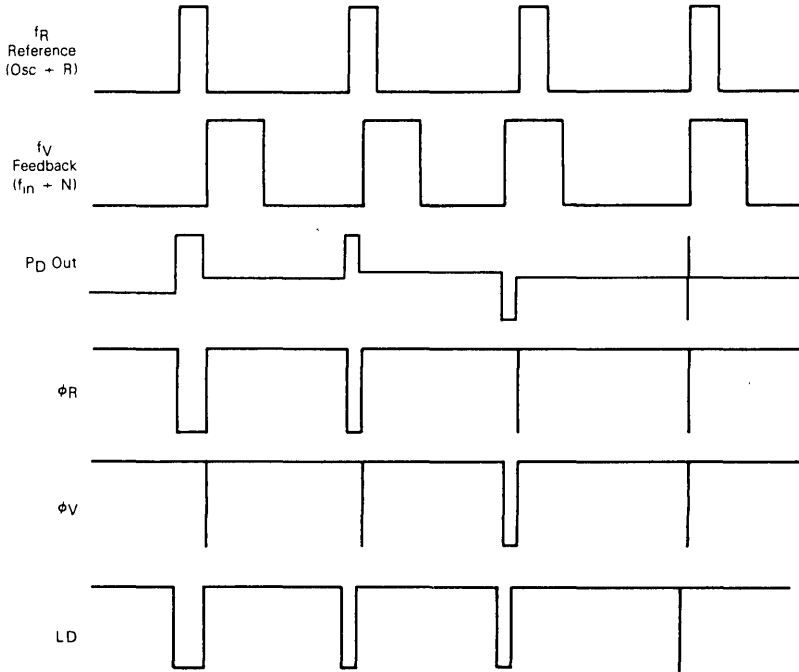 fR
Reference
(Osc ÷ R)
fV
Feedback
(fin ÷ N)
PD Out
ϕR
ϕV
LD